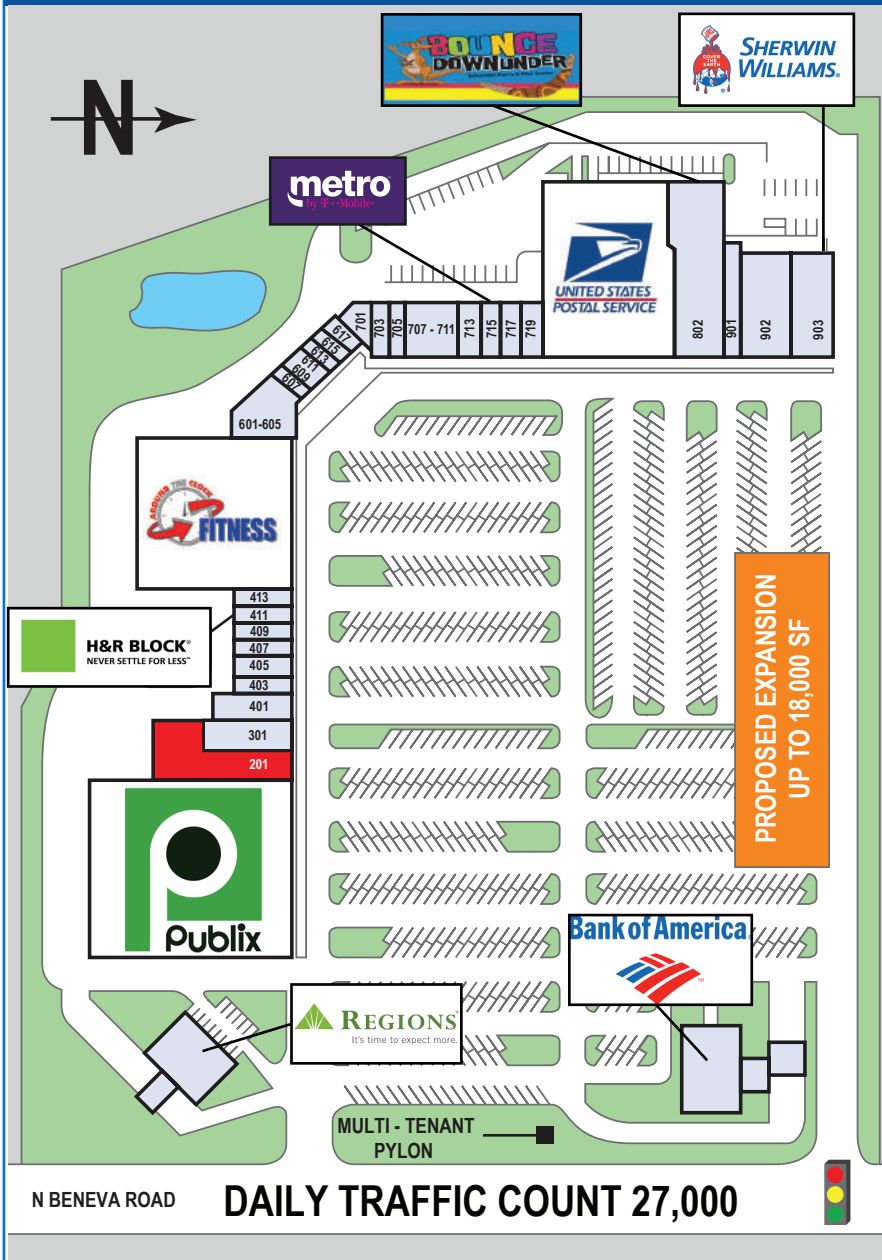 BOUNCE
DOWNUNDER
COVER
THE
EARTH
SHERWIN
WILLIAMS.
N
metro
by T-Mobile
UNITED STATES
POSTAL SERVICE
701
703
705
707 - 711
713
715
717
719
802
901
902
903
617
615
613
611
609
607
601-605
AROUND THE CLOCK
FITNESS
413
411
409
407
405
403
401
301
201
H&R BLOCK®
NEVER SETTLE FOR LESS℠
PROPOSED EXPANSION
UP TO 18,000 SF
Publix
Bank of America
REGIONS
It's time to expect more.
MULTI - TENANT
PYLON
N BENEVA ROAD
DAILY TRAFFIC COUNT 27,000